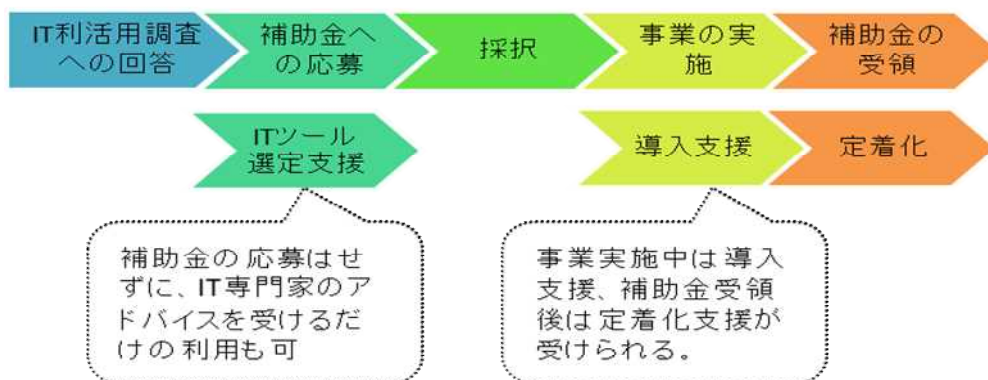 IT利活用調査
への回答
補助金へ
の応募
採択
事業の実
施
補助金の
受領
ITツール
選定支援
導入支援
定着化
補助金の応募はせ
ずに、IT専門家のア
ドバイスを受けるだ
けの利用も可
事業実施中は導入
支援、補助金受領
後は定着化支援が
受けられる。